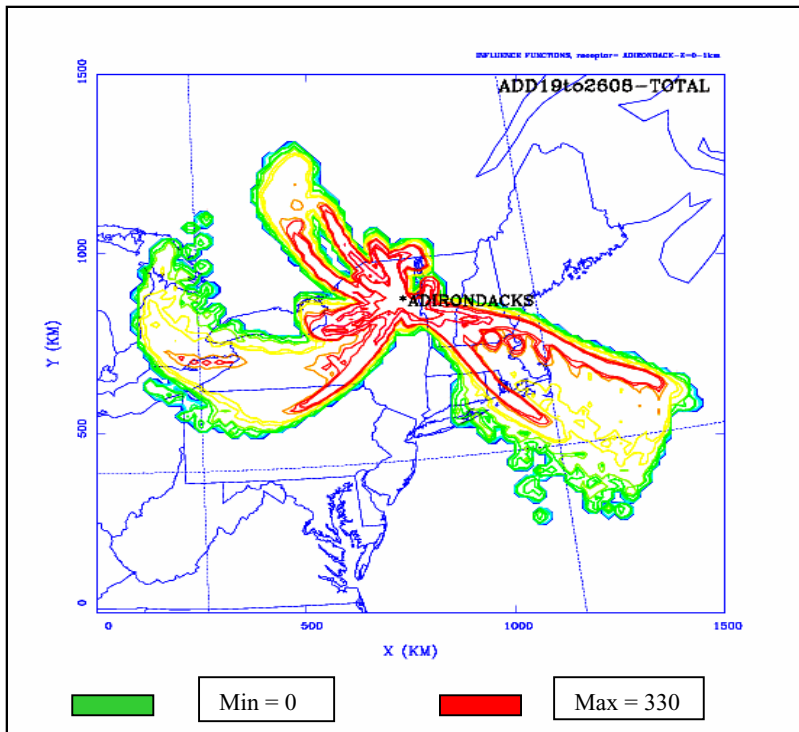 INFLUENCE FUNCTIONS, receptor= ADIRONDACK-Z=0-1km
ADD19to2608-TOTAL
1500
1000
500
0
Y (KM)
*ADIRONDACKS
0 500 1000 1500
X (KM)
Min = 0
Max = 330